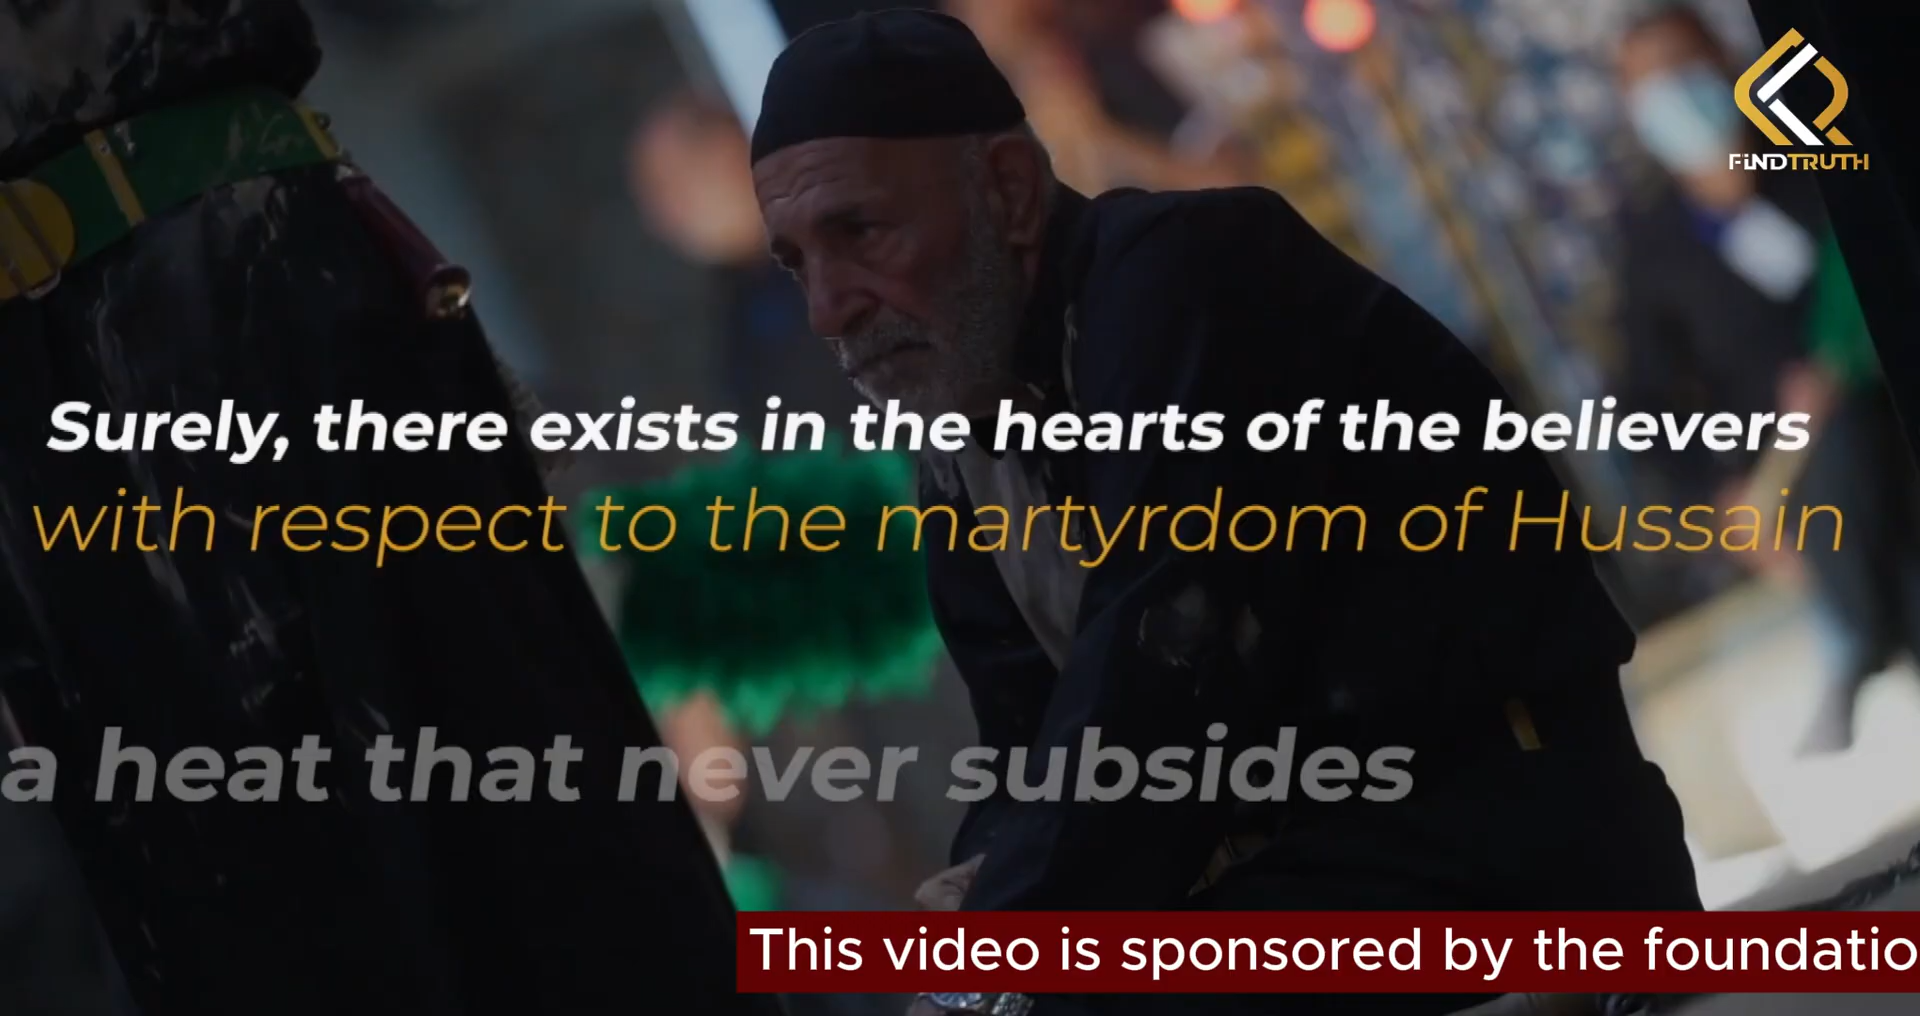 FiNDTRUTH
Surely, there exists in the hearts of the believers
with respect to the martyrdom of Hussain
a heat that never subsides
This video is sponsored by the foundatio